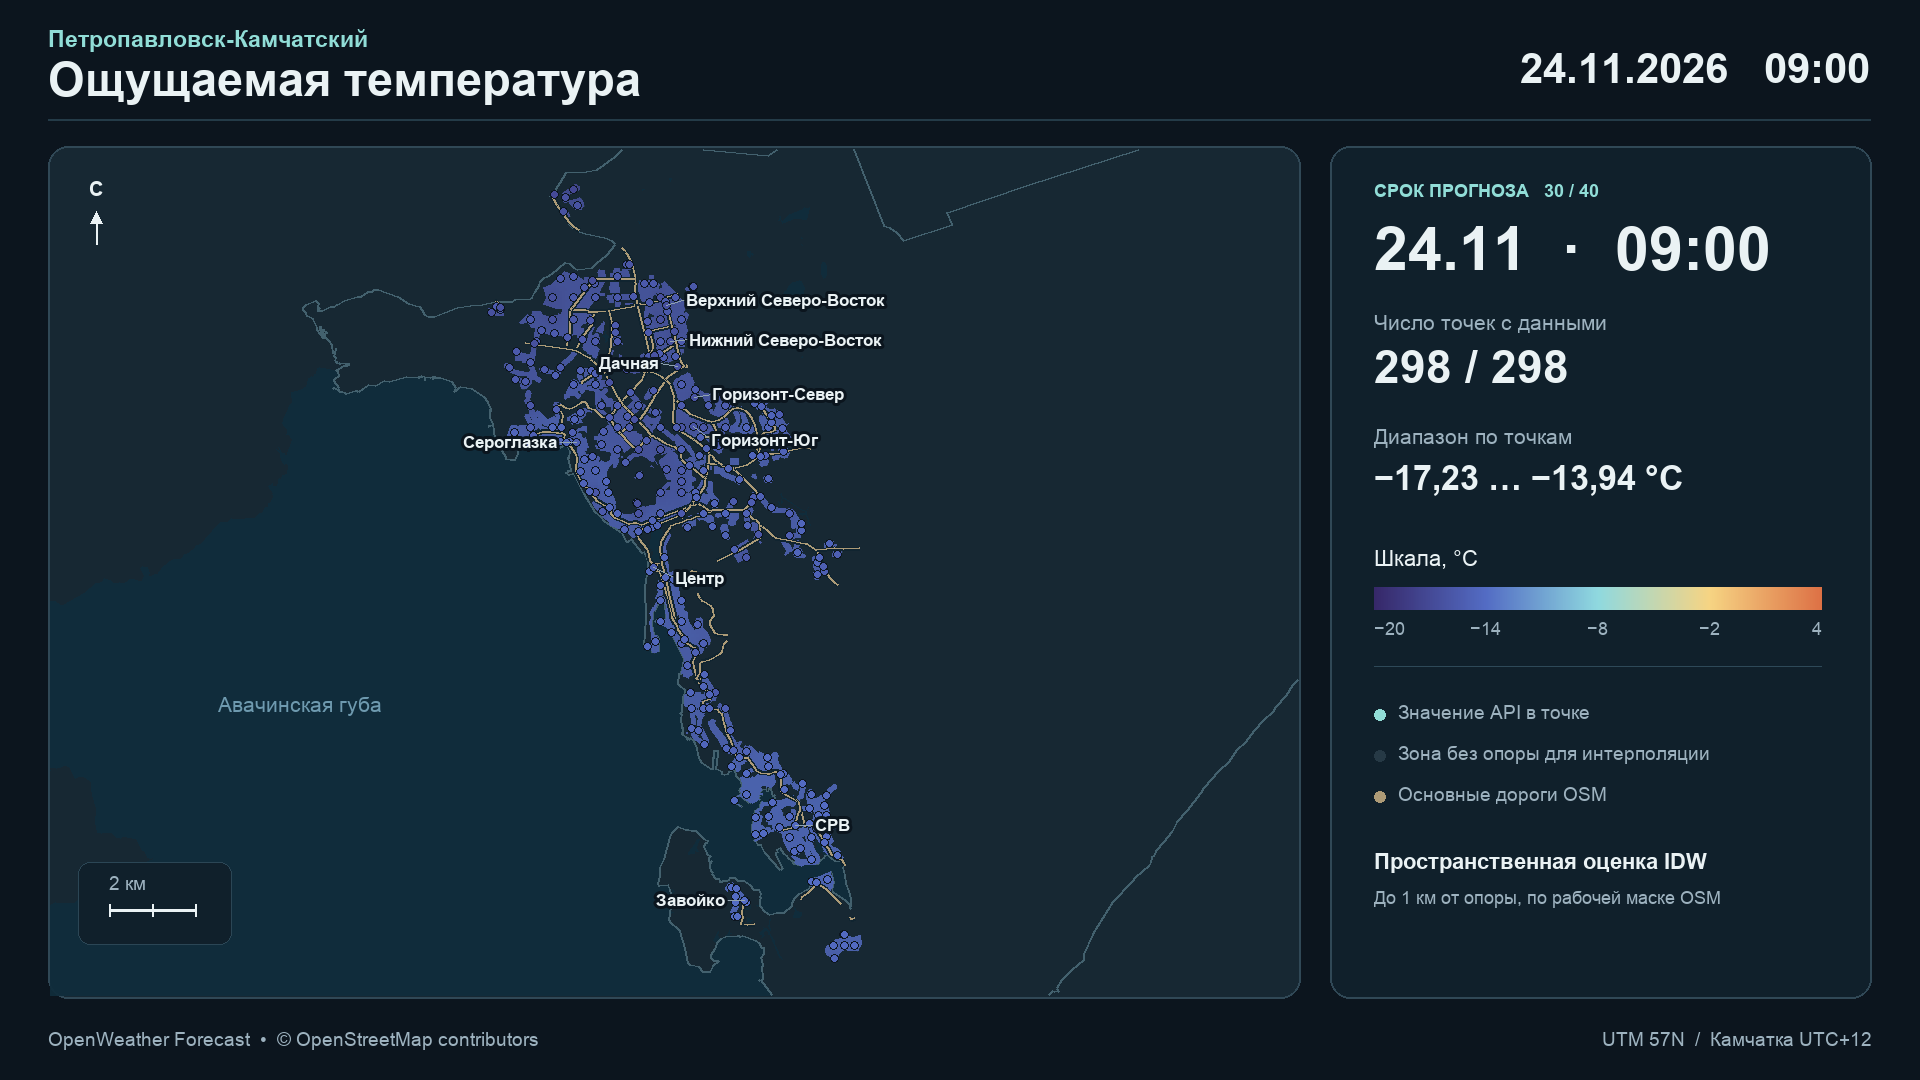 Петропавловск-Камчатский
Ощущаемая температура
24.11.2026 09:00
С
Верхний Северо-Восток
Нижний Северо-Восток
Дачная
Горизонт-Север
Горизонт-Юг
Сероглазка
Центр
Авачинская губа
СРВ
Завойко
2 км
СРОК ПРОГНОЗА 30 / 40
24.11 · 09:00
Число точек с данными
298 / 298
Диапазон по точкам
−17,23 … −13,94 °C
Шкала, °C
−20 −14 −8 −2 4
Значение API в точке
Зона без опоры для интерполяции
Основные дороги OSM
Пространственная оценка IDW
До 1 км от опоры, по рабочей маске OSM
OpenWeather Forecast • © OpenStreetMap contributors
UTM 57N / Камчатка UTC+12